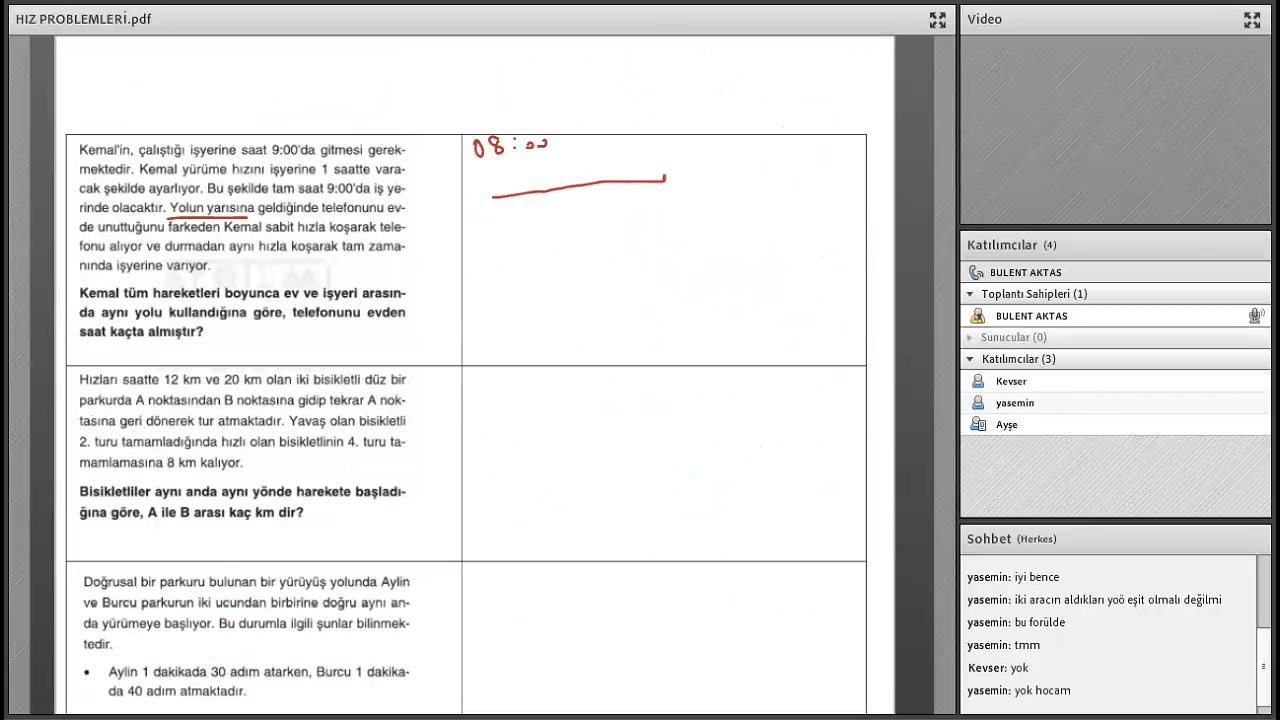 HIZ PROBLEMLERİ.pdf
08:00
Kemal'in, çalıştığı işyerine saat 9:00'da gitmesi gerek-
mektedir. Kemal yürüme hızını işyerine 1 saatte vara-
cak şekilde ayarlıyor. Bu şekilde tam saat 9:00'da iş ye-
rinde olacaktır. Yolun yarısına geldiğinde telefonunu ev-
de unuttuğunu farkeden Kemal sabit hızla koşarak tele-
fonu alıyor ve durmadan aynı hızla koşarak tam zama-
nında işyerine varıyor.
Kemal tüm hareketleri boyunca ev ve işyeri arasın-
da aynı yolu kullandığına göre, telefonunu evden
saat kaçta almıştır?
Hızları saatte 12 km ve 20 km olan iki bisikletli düz bir
parkurda A noktasından B noktasına gidip tekrar A nok-
tasına geri dönerek tur atmaktadır. Yavaş olan bisikletli
2. turu tamamladığında hızlı olan bisikletlinin 4. turu ta-
mamlamasına 8 km kalıyor.
Bisikletliler aynı anda aynı yönde harekete başladı-
ğına göre, A ile B arası kaç km dir?
Doğrusal bir parkuru bulunan bir yürüyüş yolunda Aylin
ve Burcu parkurun iki ucundan birbirine doğru aynı an-
da yürümeye başlıyor. Bu durumla ilgili şunlar bilinmek-
tedir.
• Aylin 1 dakikada 30 adım atarken, Burcu 1 dakika-
da 40 adım atmaktadır.
Video
Katılımcılar (4)
BULENT AKTAS
Toplantı Sahipleri (1)
BULENT AKTAS
Sunucular (0)
Katılımcılar (3)
Kevser
yasemin
Ayşe
Sohbet (Herkes)
yasemin: iyi bence
yasemin: iki aracın aldıkları yoö eşit olmalı değilmi
yasemin: bu forülde
yasemin: tmm
Kevser: yok
yasemin: yok hocam